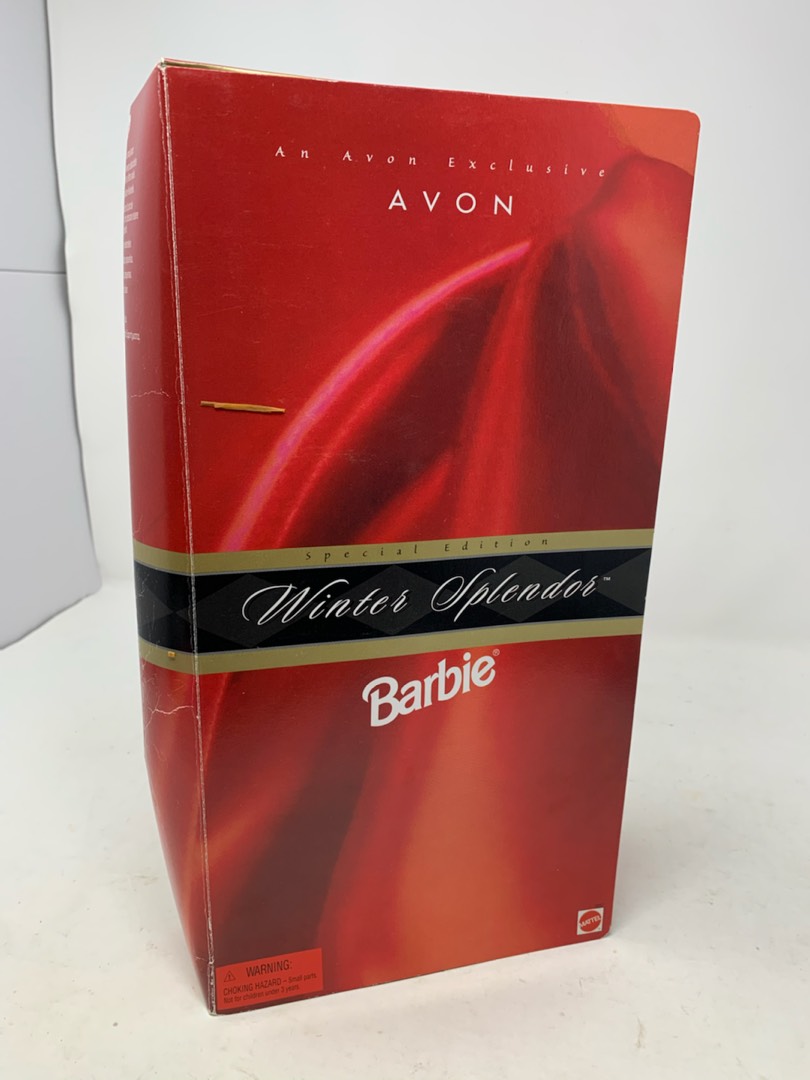 An Avon Exclusive
AVON
Special Edition
Winter Splendor™
Barbie®
MATTEL
⚠ WARNING:
CHOKING HAZARD – Small parts.
Not for children under 3 years.